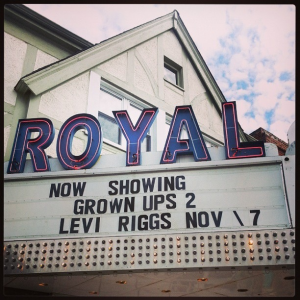 ROYAL
NOW SHOWING
GROWN UPS 2
LEVI RIGGS NOV \7